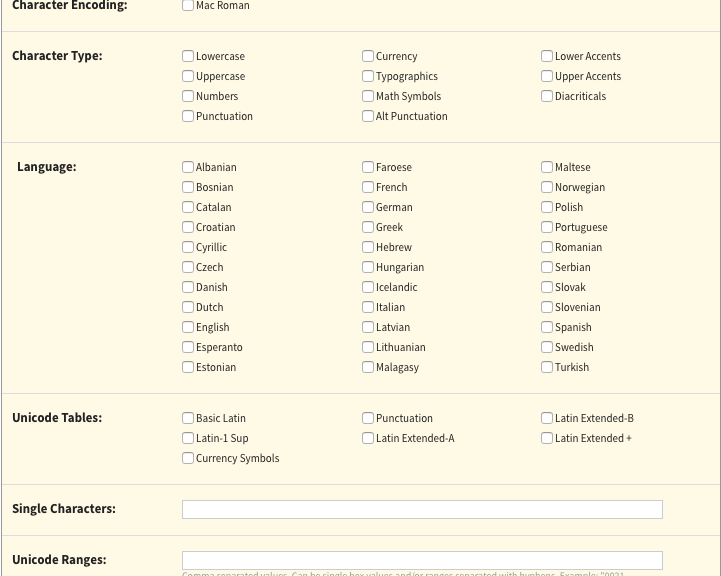 Character Encoding: Mac Roman
Character Type: Lowercase Currency Lower Accents
Uppercase Typographics Upper Accents
Numbers Math Symbols Diacriticals
Punctuation Alt Punctuation
Language: Albanian Faroese Maltese
Bosnian French Norwegian
Catalan German Polish
Croatian Greek Portuguese
Cyrillic Hebrew Romanian
Czech Hungarian Serbian
Danish Icelandic Slovak
Dutch Italian Slovenian
English Latvian Spanish
Esperanto Lithuanian Swedish
Estonian Malagasy Turkish
Unicode Tables: Basic Latin Punctuation Latin Extended-B
Latin-1 Sup Latin Extended-A Latin Extended +
Currency Symbols
Single Characters:
Unicode Ranges:
Comma separated values. Can be single hex values and/or ranges separated with hyphens. Example: "0021